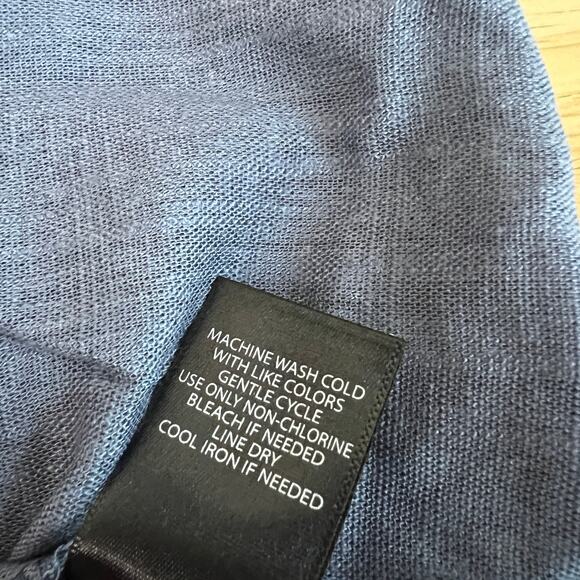 MACHINE WASH COLD
WITH LIKE COLORS
GENTLE CYCLE
USE ONLY NON-CHLORINE
BLEACH IF NEEDED
LINE DRY
COOL IRON IF NEEDED